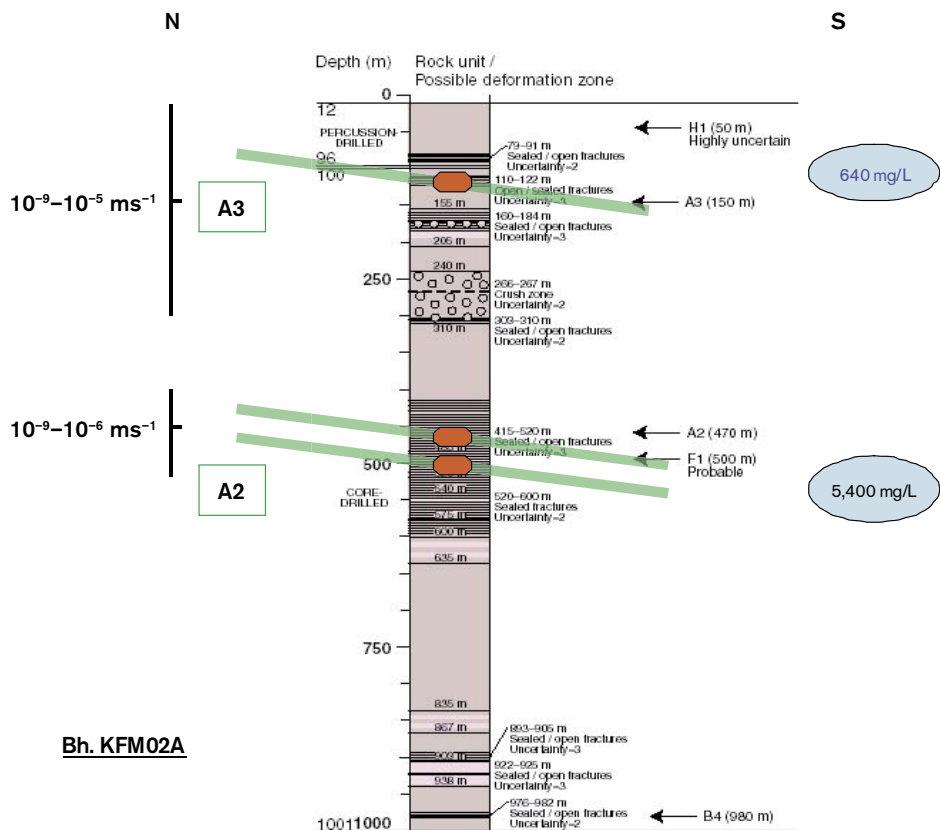 N
S
Depth (m)
Rock unit /
Possible deformation zone
0
12
PERCUSSION-
DRILLED
96
100
H1 (50 m)
Highly uncertain
79–91 m
Sealed / open fractures
Uncertainty=2
640 mg/L
110–122 m
Open / sealed fractures
Uncertainty=3
10⁻⁹–10⁻⁵ ms⁻¹
A3
155 m
A3 (150 m)
160–184 m
Sealed / open fractures
Uncertainty=3
205 m
240 m
250
266–267 m
Crush zone
Uncertainty=2
303–310 m
Sealed / open fractures
Uncertainty=2
310 m
10⁻⁹–10⁻⁶ ms⁻¹
415–520 m
Sealed / open fractures
Uncertainty=3
A2 (470 m)
F1 (500 m)
Probable
500
A2
CORE-
DRILLED
540 m
520–600 m
Sealed fractures
Uncertainty=2
5,400 mg/L
575 m
600 m
635 m
750
835 m
867 m
Bh. KFM02A
893–905 m
Sealed / open fractures
Uncertainty=3
903 m
922–925 m
Sealed / open fractures
Uncertainty=3
938 m
976–982 m
Sealed / open fractures
Uncertainty=2
B4 (980 m)
1001
1000